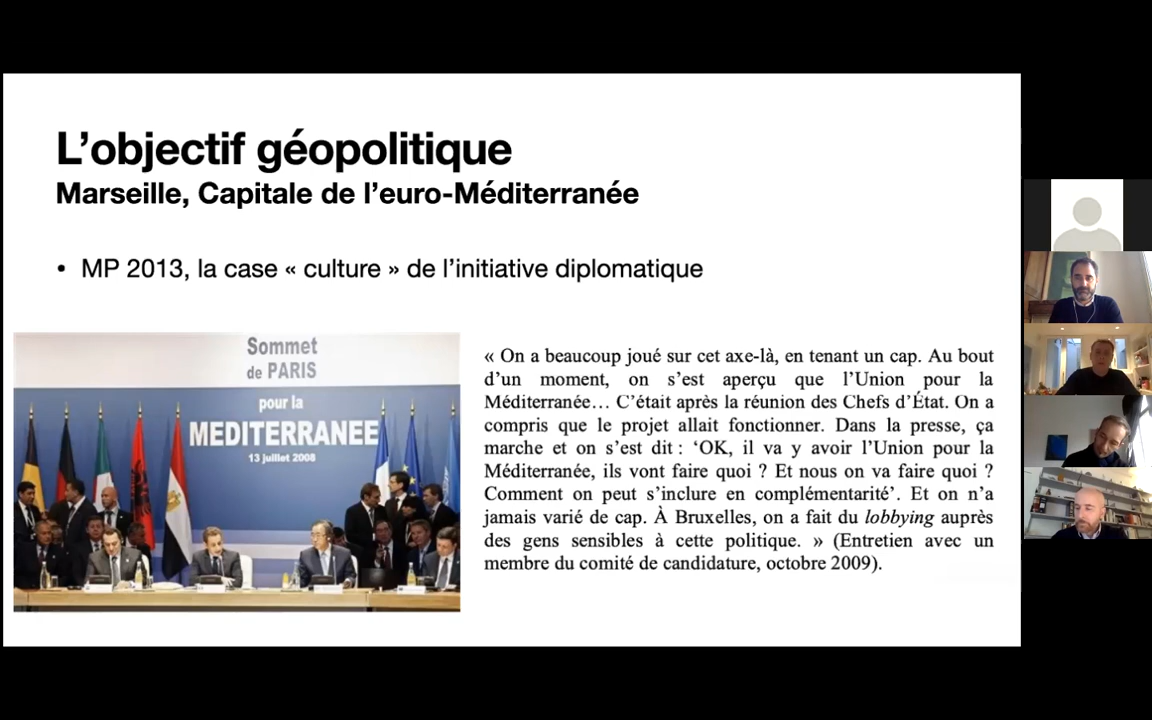 L’objectif géopolitique
Marseille, Capitale de l’euro-Méditerranée
• MP 2013, la case « culture » de l’initiative diplomatique
Sommet
de PARIS
pour la
MEDITERRANEE
13 juillet 2008
« On a beaucoup joué sur cet axe-là, en tenant un cap. Au bout
d’un moment, on s’est aperçu que l’Union pour la
Méditerranée… C’était après la réunion des Chefs d’État. On a
compris que le projet allait fonctionner. Dans la presse, ça
marche et on s’est dit : ‘OK, il va y avoir l’Union pour la
Méditerranée, ils vont faire quoi ? Et nous on va faire quoi ?
Comment on peut s’inclure en complémentarité’. Et on n’a
jamais varié de cap. À Bruxelles, on a fait du lobbying auprès
des gens sensibles à cette politique. » (Entretien avec un
membre du comité de candidature, octobre 2009).